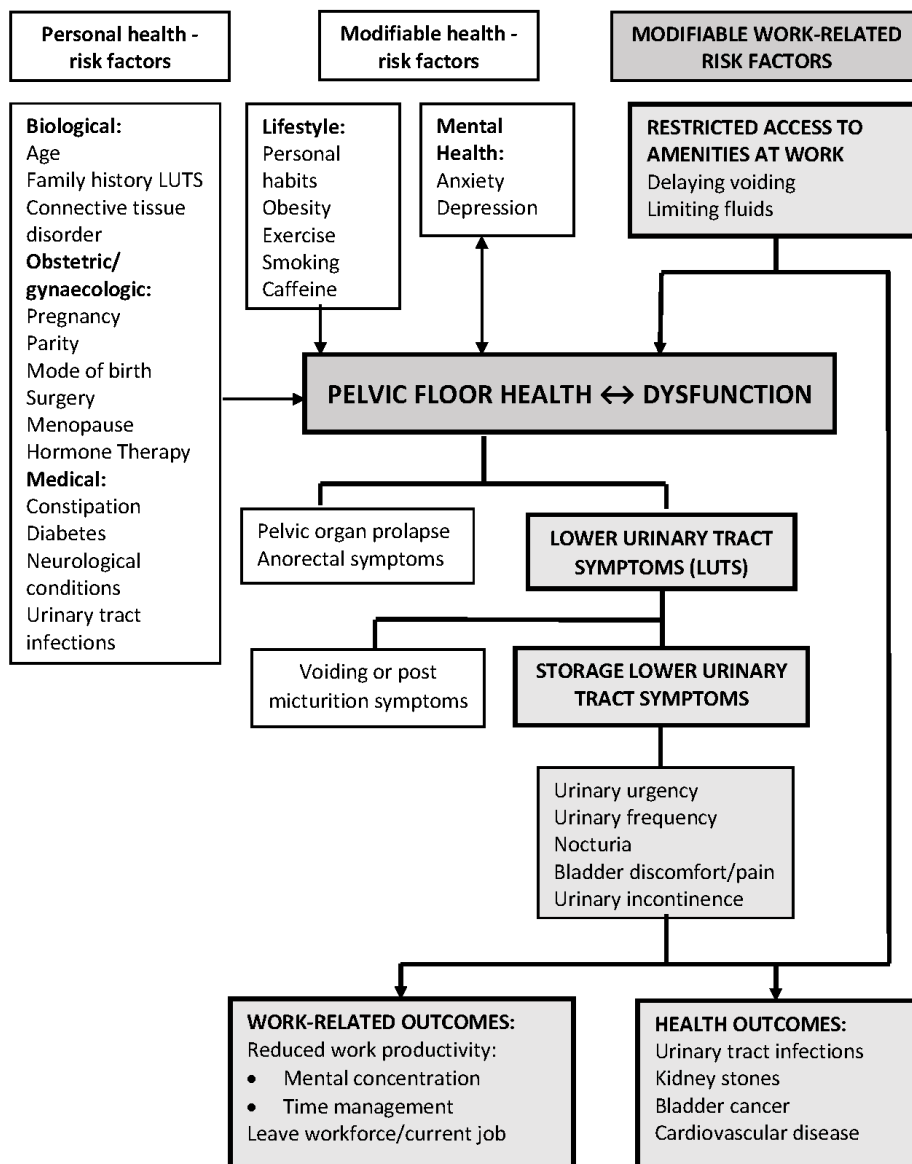 Personal health -
risk factors
Modifiable health -
risk factors
MODIFIABLE WORK-RELATED
RISK FACTORS
Biological:
Age
Family history LUTS
Connective tissue
disorder
Obstetric/
gynaecologic:
Pregnancy
Parity
Mode of birth
Surgery
Menopause
Hormone Therapy
Medical:
Constipation
Diabetes
Neurological
conditions
Urinary tract
infections
Lifestyle:
Personal
habits
Obesity
Exercise
Smoking
Caffeine
Mental
Health:
Anxiety
Depression
RESTRICTED ACCESS TO
AMENITIES AT WORK
Delaying voiding
Limiting fluids
PELVIC FLOOR HEALTH ↔ DYSFUNCTION
Pelvic organ prolapse
Anorectal symptoms
LOWER URINARY TRACT
SYMPTOMS (LUTS)
Voiding or post
micturition symptoms
STORAGE LOWER URINARY
TRACT SYMPTOMS
Urinary urgency
Urinary frequency
Nocturia
Bladder discomfort/pain
Urinary incontinence
WORK-RELATED OUTCOMES:
Reduced work productivity:
• Mental concentration
• Time management
Leave workforce/current job
HEALTH OUTCOMES:
Urinary tract infections
Kidney stones
Bladder cancer
Cardiovascular disease